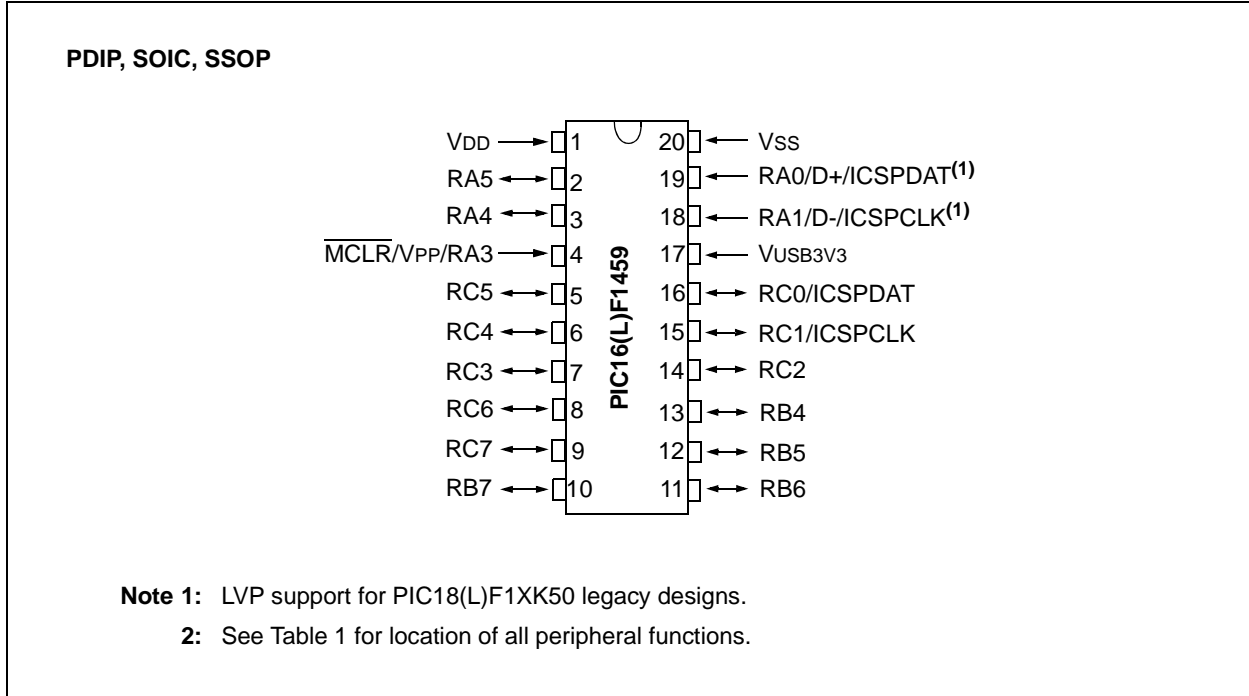 PDIP, SOIC, SSOP
VDD 1 20 VSS
RA5 2 19 RA0/D+/ICSPDAT(1)
RA4 3 18 RA1/D-/ICSPCLK(1)
MCLR/VPP/RA3 4 17 VUSB3V3
RC5 5 16 RC0/ICSPDAT
RC4 6 15 RC1/ICSPCLK
RC3 7 14 RC2
RC6 8 13 RB4
RC7 9 12 RB5
RB7 10 11 RB6
PIC16(L)F1459
Note 1: LVP support for PIC18(L)F1XK50 legacy designs.
2: See Table 1 for location of all peripheral functions.